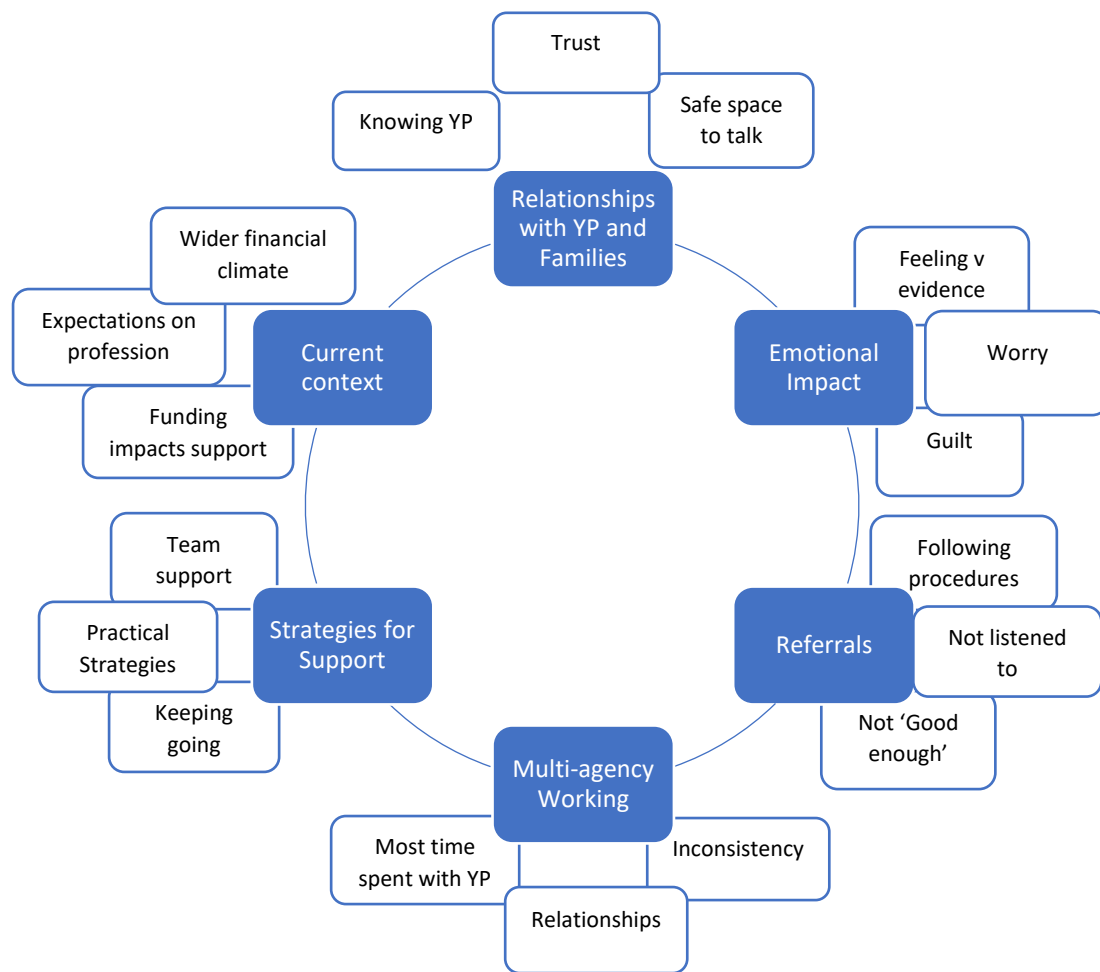 Trust
Knowing YP
Safe space
to talk
Relationships
with YP and
Families
Wider financial
climate
Expectations on
profession
Funding
impacts support
Current
context
Feeling v
evidence
Worry
Guilt
Emotional
Impact
Following
procedures
Not listened
to
Not ‘Good
enough’
Referrals
Team
support
Practical
Strategies
Keeping
going
Strategies for
Support
Multi-agency
Working
Most time
spent with YP
Inconsistency
Relationships